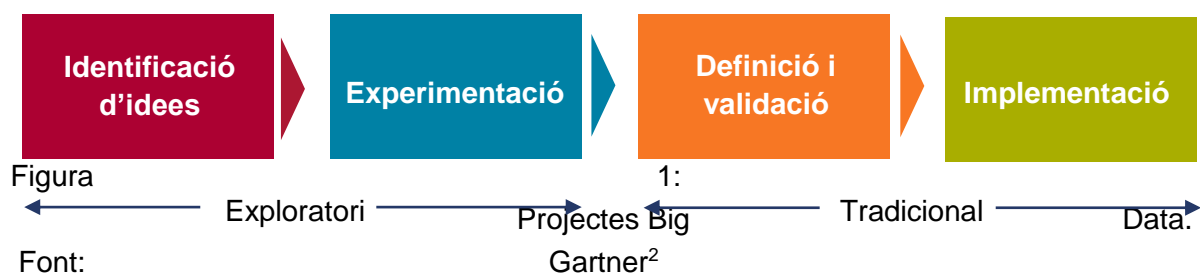 Identificació
d’idees
Experimentació
Definició i
validació
Implementació
Figura 1:
Exploratori Projectes Big Tradicional Data.
Font: Gartner²